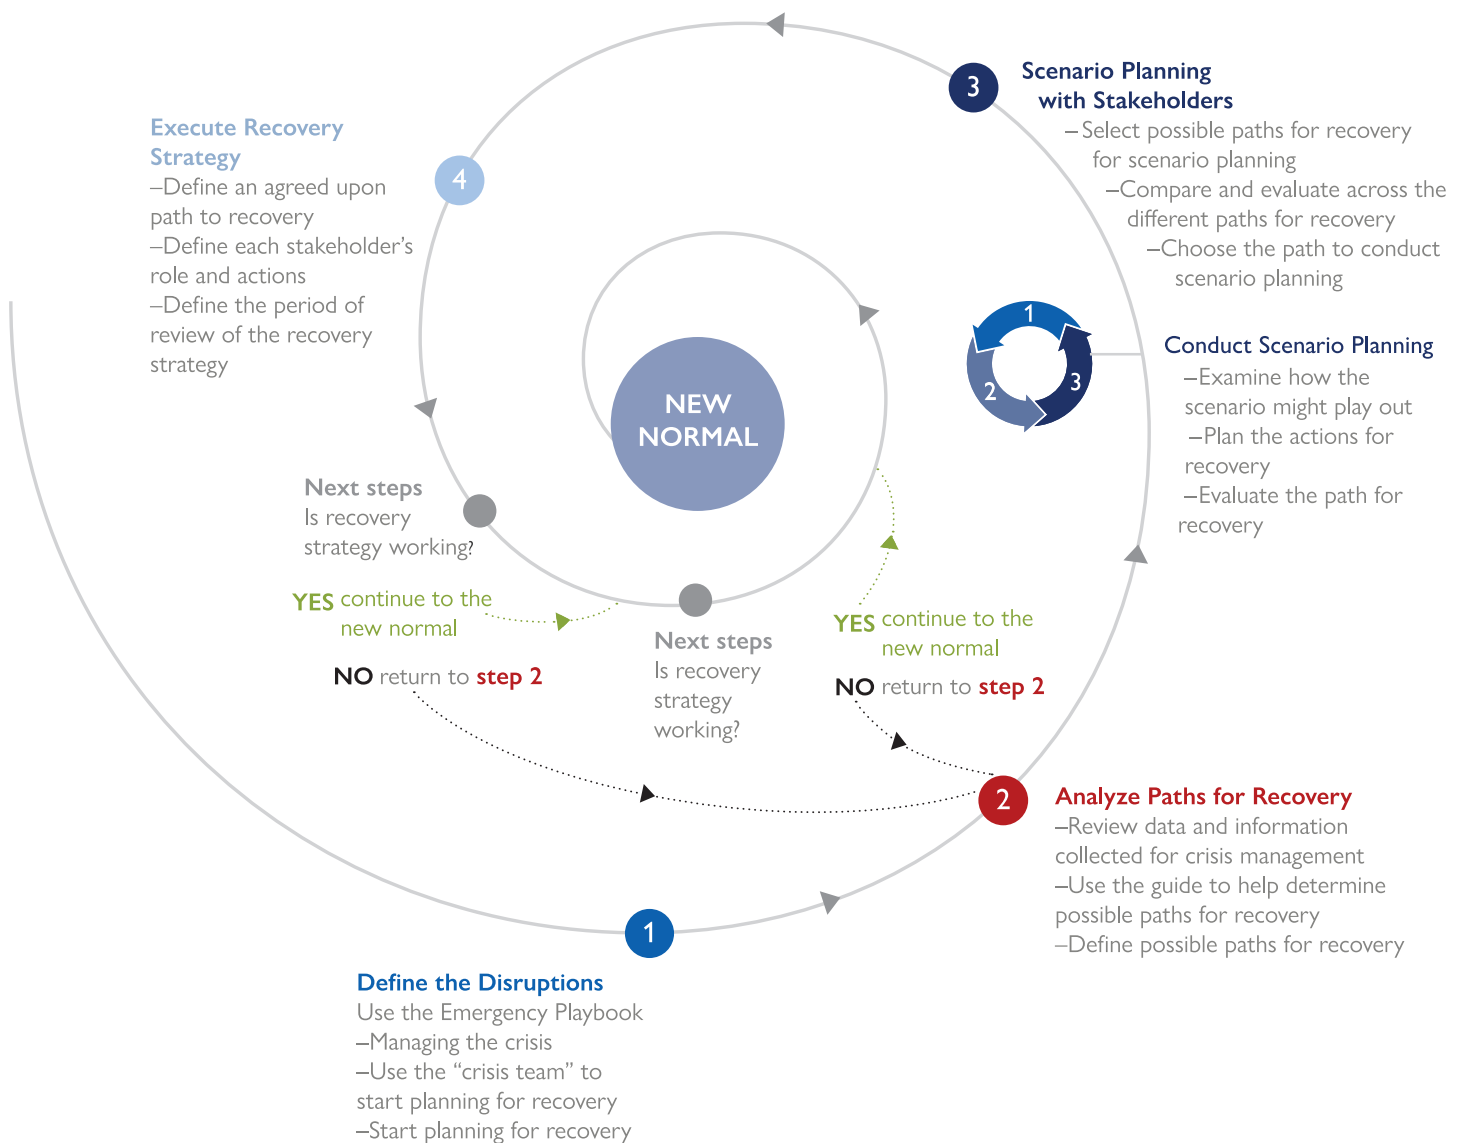 3
Scenario Planning
with Stakeholders
–Select possible paths for recovery
for scenario planning
–Compare and evaluate across the
different paths for recovery
–Choose the path to conduct
scenario planning
Execute Recovery
Strategy
–Define an agreed upon
path to recovery
–Define each stakeholder’s
role and actions
–Define the period of
review of the recovery
strategy
4
1
2
3
Conduct Scenario Planning
–Examine how the
scenario might play out
–Plan the actions for
recovery
–Evaluate the path for
recovery
NEW
NORMAL
Next steps
Is recovery
strategy working?
YES continue to the
new normal
NO return to step 2
Next steps
Is recovery
strategy
working?
YES continue to the
new normal
NO return to step 2
2
Analyze Paths for Recovery
–Review data and information
collected for crisis management
–Use the guide to help determine
possible paths for recovery
–Define possible paths for recovery
1
Define the Disruptions
Use the Emergency Playbook
–Managing the crisis
–Use the “crisis team” to
start planning for recovery
–Start planning for recovery